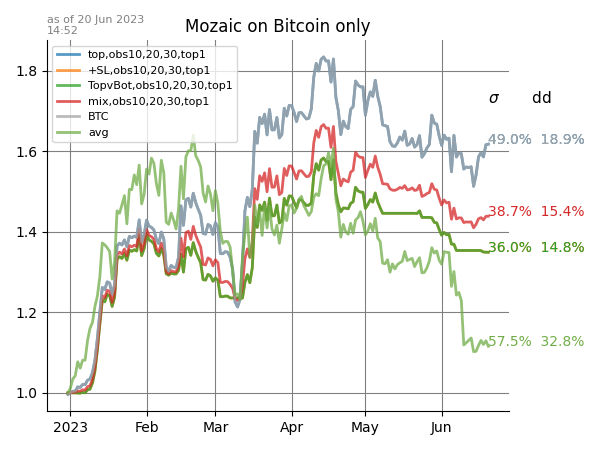 as of 20 Jun 2023
14:52
Mozaic on Bitcoin only
top,obs10,20,30,top1
+SL,obs10,20,30,top1
TopvBot,obs10,20,30,top1
mix,obs10,20,30,top1
BTC
avg
σ dd
49.0% 18.9%
38.7% 15.4%
36.0% 14.8%
57.5% 32.8%
1.8
1.6
1.4
1.2
1.0
2023 Feb Mar Apr May Jun